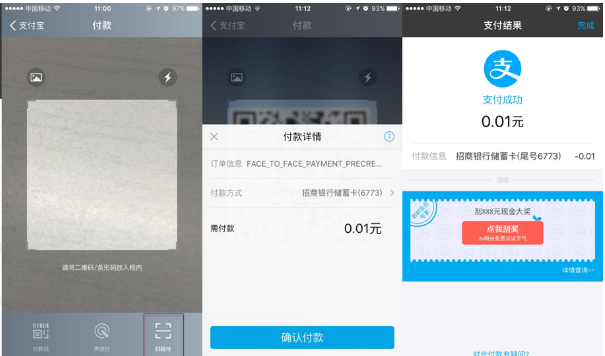 中国移动
11:00
97%
支付宝
付款
请将二维码/条形码放入框内
付款码
声波付
扫码付
中国移动
11:12
93%
支付宝
付款
付款详情
订单信息 FACE_TO_FACE_PAYMENT_PRECRE...
付款方式 招商银行储蓄卡(6773)
需付款 0.01元
确认付款
中国移动
11:12
93%
支付结果
完成
支
支付成功
0.01元
付款信息 招商银行储蓄卡(尾号6773) -0.01
刮888元现金大奖
点我刮奖
详情查询>>
对此付款有疑问?